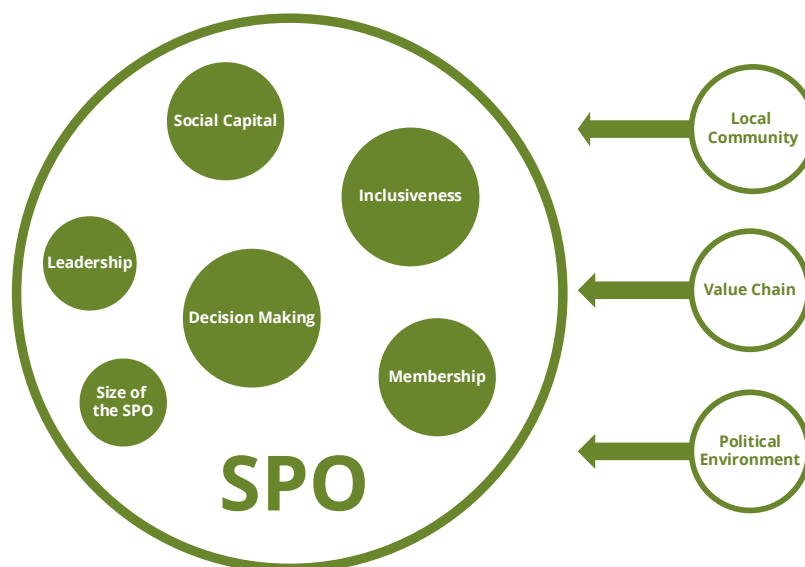 Social Capital
Inclusiveness
Leadership
Decision Making
Membership
Size of
the SPO
SPO
Local
Community
Value Chain
Political
Environment